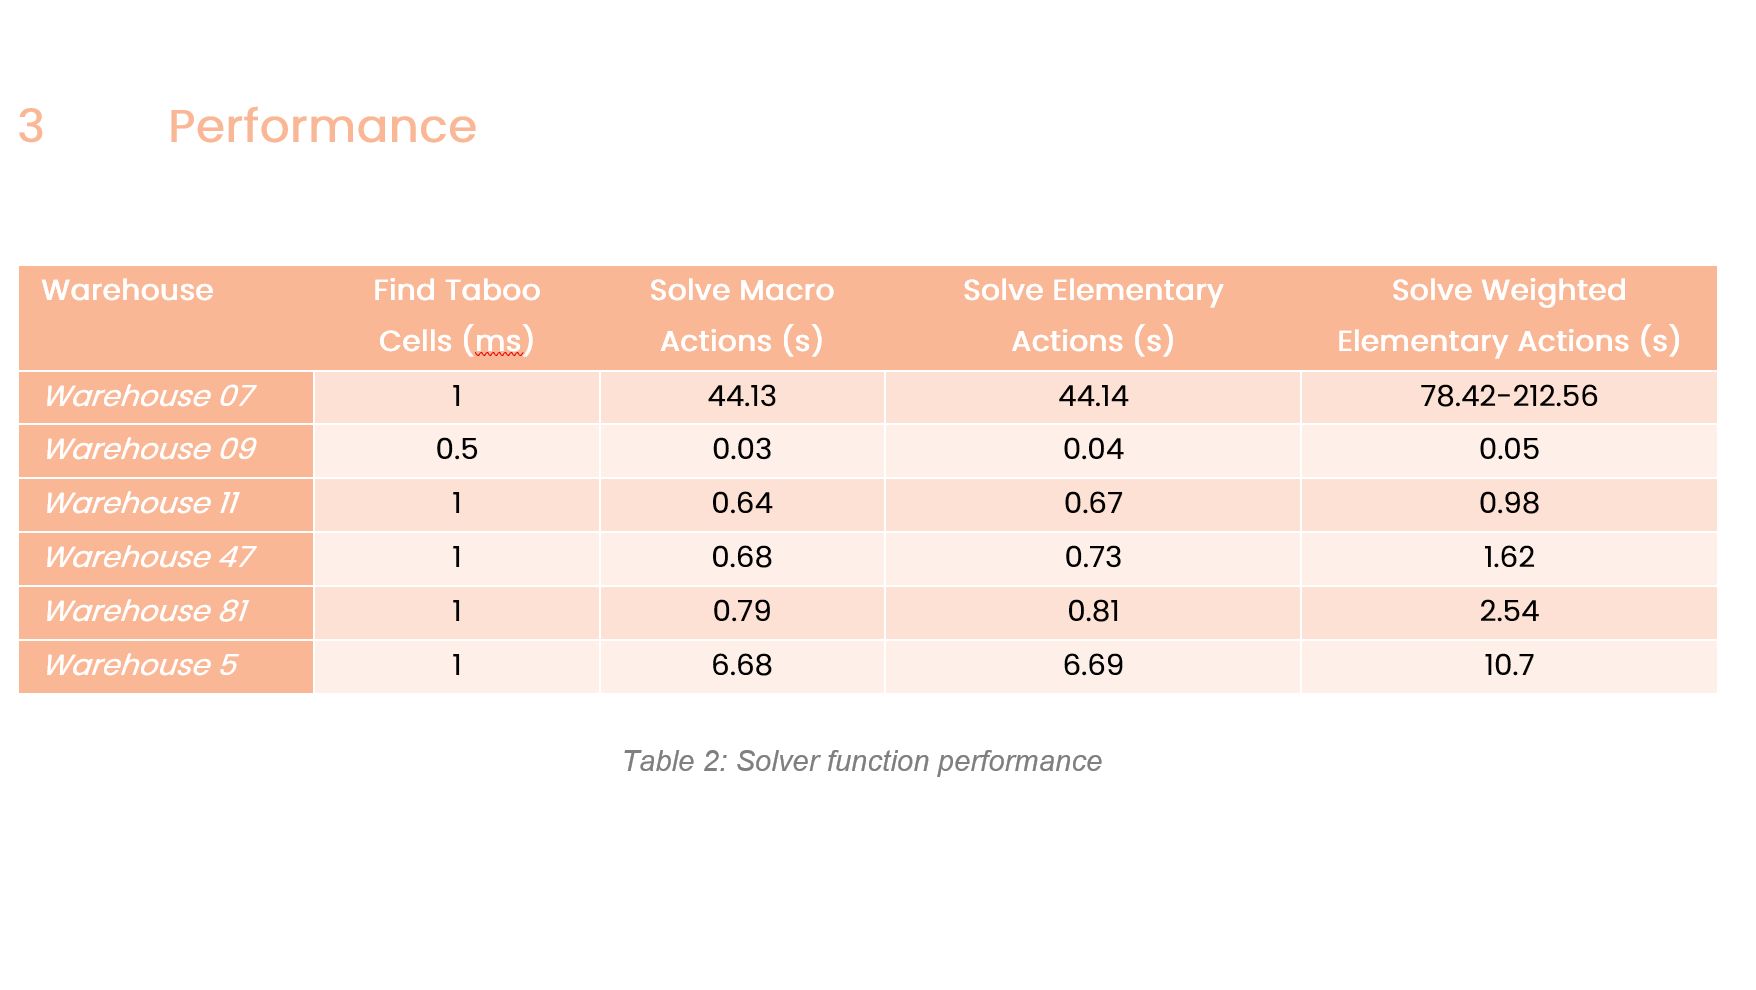 3 Performance
Warehouse Find Taboo Cells (ms) Solve Macro Actions (s) Solve Elementary Actions (s) Solve Weighted Elementary Actions (s)
Warehouse 07 1 44.13 44.14 78.42-212.56
Warehouse 09 0.5 0.03 0.04 0.05
Warehouse 11 1 0.64 0.67 0.98
Warehouse 47 1 0.68 0.73 1.62
Warehouse 81 1 0.79 0.81 2.54
Warehouse 5 1 6.68 6.69 10.7
Table 2: Solver function performance